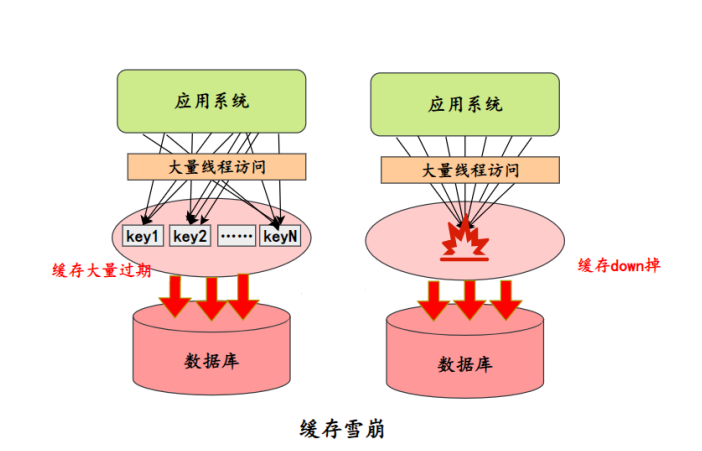 应用系统
大量线程访问
key1 key2 …… keyN
缓存大量过期
数据库
应用系统
大量线程访问
缓存down掉
数据库
缓存雪崩